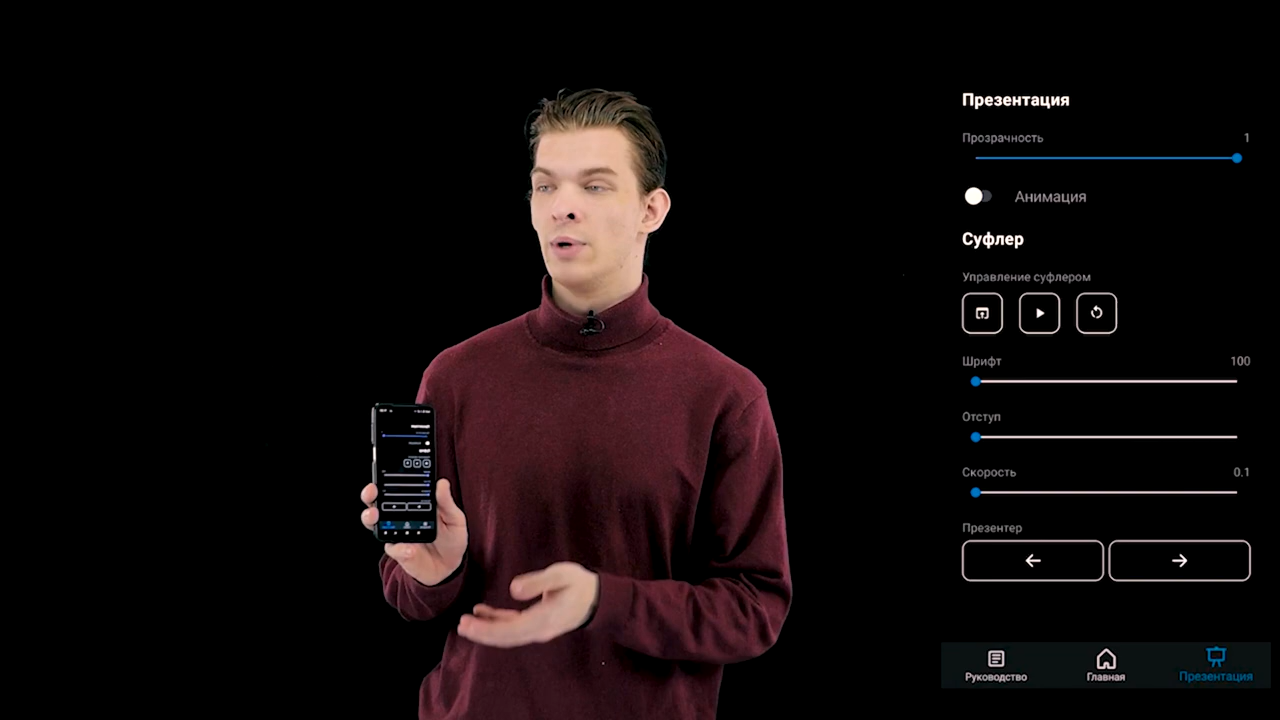 Презентация
Прозрачность 1
Анимация
Суфлер
Управление суфлером
Шрифт 100
Отступ
Скорость 0.1
Презентер
Руководство Главная Презентация